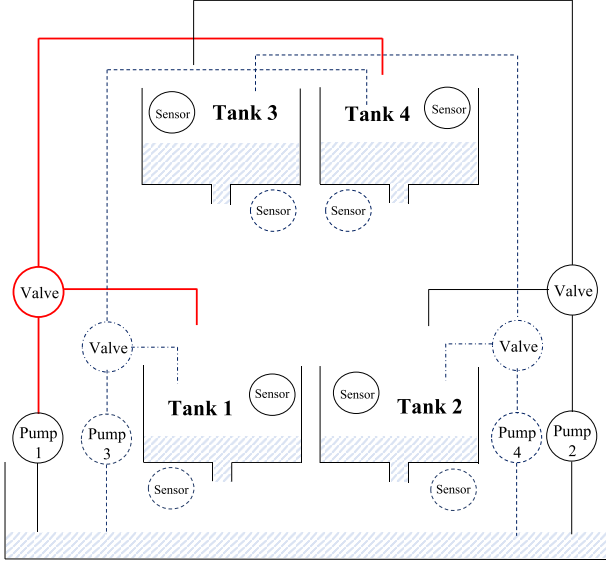 Sensor
Tank 3
Tank 4
Sensor
Sensor
Sensor
Valve
Valve
Valve
Valve
Tank 1
Sensor
Sensor
Tank 2
Pump
1
Pump
3
Pump
4
Pump
2
Sensor
Sensor